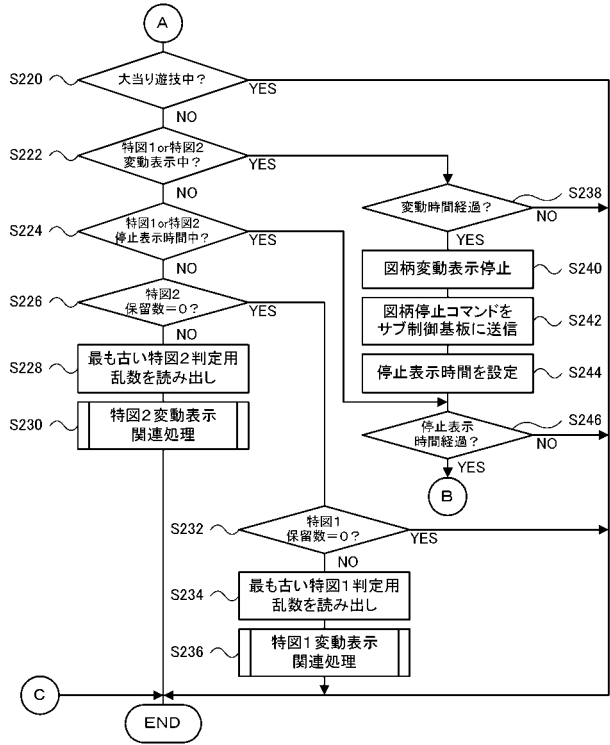 A
S220
大当り遊技中？
YES
NO
S222
特図1or特図2
変動表示中？
YES
NO
S238
変動時間経過？
NO
YES
S224
特図1or特図2
停止表示時間中？
YES
NO
S240
図柄変動表示停止
S226
特図2
保留数＝0？
YES
NO
S242
図柄停止コマンドを
サブ制御基板に送信
S228
最も古い特図2判定用
乱数を読み出し
S244
停止表示時間を設定
S230
特図2変動表示
関連処理
S246
停止表示
時間経過？
NO
YES
B
S232
特図1
保留数＝0？
YES
NO
S234
最も古い特図1判定用
乱数を読み出し
S236
特図1変動表示
関連処理
C
END